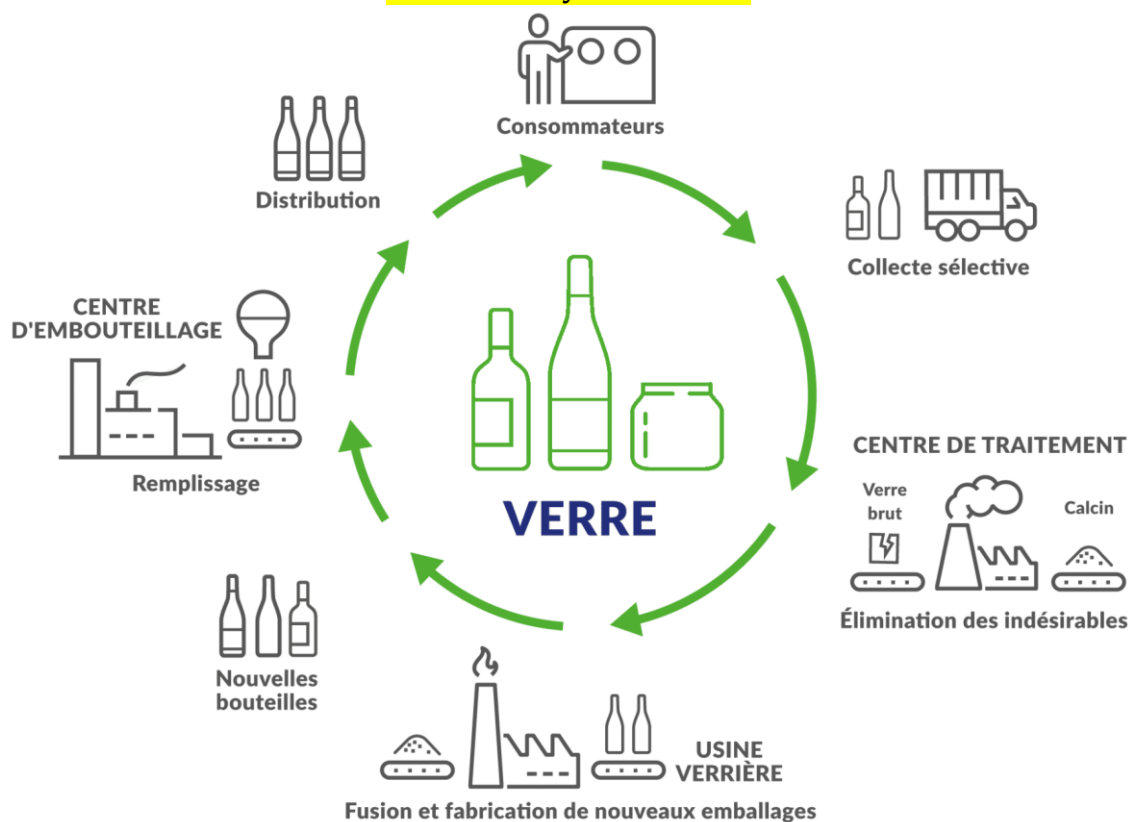 Consommateurs
Collecte sélective
CENTRE DE TRAITEMENT
Verre
brut
Calcin
Élimination des indésirables
USINE
VERRIÈRE
Fusion et fabrication de nouveaux emballages
Nouvelles
bouteilles
CENTRE
D'EMBOUTEILLAGE
Remplissage
Distribution
VERRE